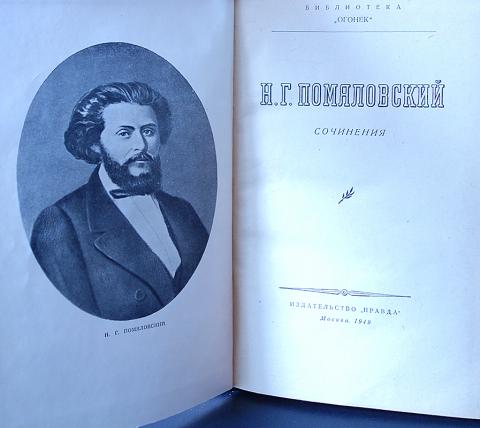 Н. Г. ПОМЯЛОВСКИЙ
БИБЛИОТЕКА
„ОГОНЕК“
Н. Г. ПОМЯЛОВСКИЙ
СОЧИНЕНИЯ
ИЗДАТЕЛЬСТВО „ПРАВДА“
Москва. 1949